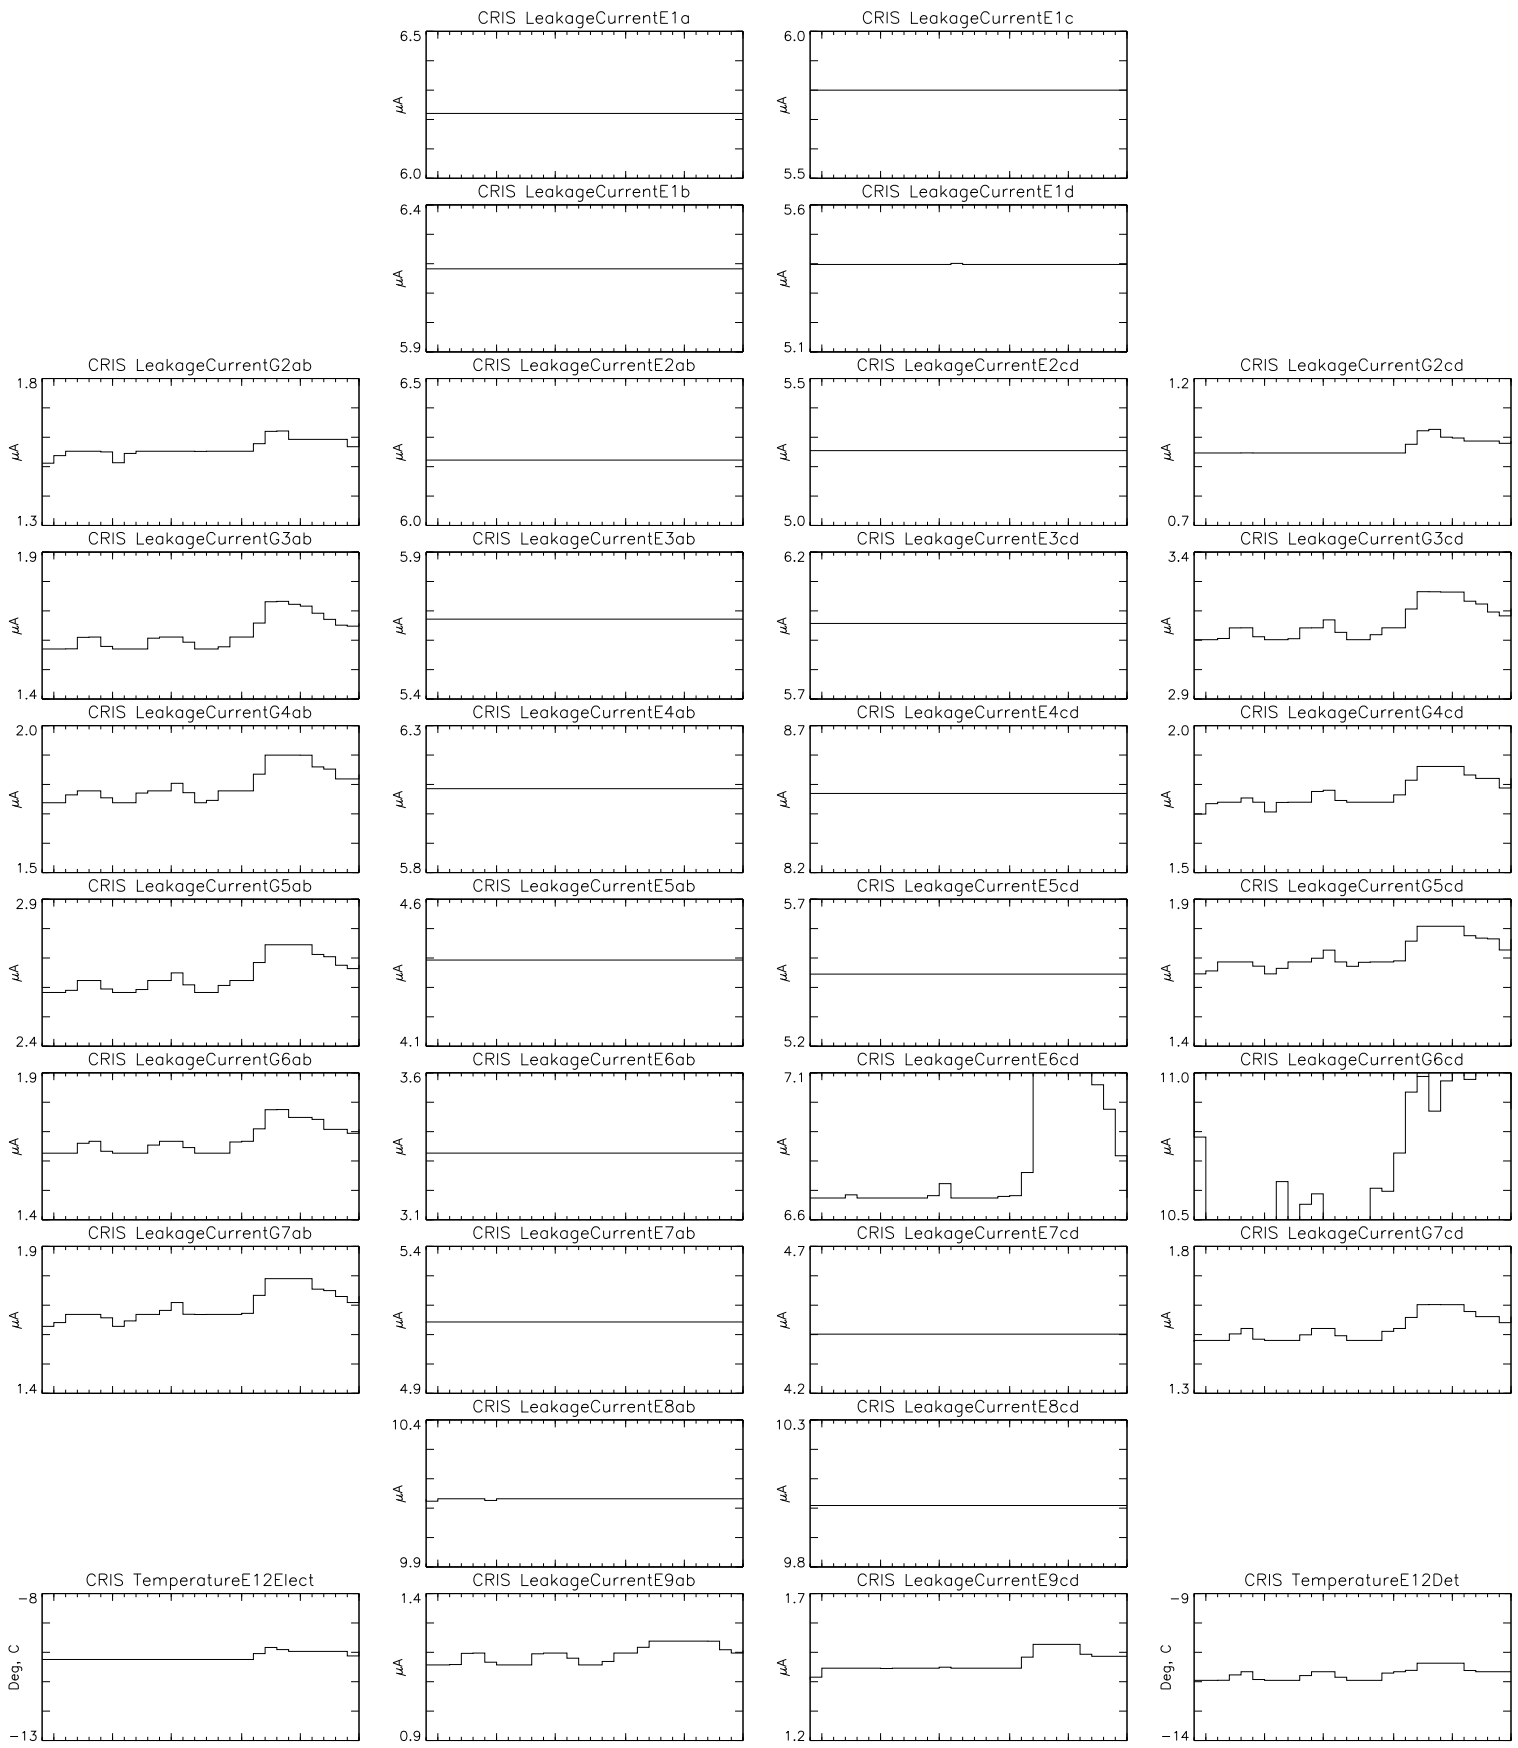 CRIS LeakageCurrentE1a
CRIS LeakageCurrentE1c
6.5
μA
6.0
6.0
μA
5.5
CRIS LeakageCurrentE1b
CRIS LeakageCurrentE1d
6.4
μA
5.9
5.6
μA
5.1
CRIS LeakageCurrentG2ab
CRIS LeakageCurrentE2ab
CRIS LeakageCurrentE2cd
CRIS LeakageCurrentG2cd
1.8
μA
1.3
6.5
μA
6.0
5.5
μA
5.0
1.2
μA
0.7
CRIS LeakageCurrentG3ab
CRIS LeakageCurrentE3ab
CRIS LeakageCurrentE3cd
CRIS LeakageCurrentG3cd
1.9
μA
1.4
5.9
μA
5.4
6.2
μA
5.7
3.4
μA
2.9
CRIS LeakageCurrentG4ab
CRIS LeakageCurrentE4ab
CRIS LeakageCurrentE4cd
CRIS LeakageCurrentG4cd
2.0
μA
1.5
6.3
μA
5.8
8.7
μA
8.2
2.0
μA
1.5
CRIS LeakageCurrentG5ab
CRIS LeakageCurrentE5ab
CRIS LeakageCurrentE5cd
CRIS LeakageCurrentG5cd
2.9
μA
2.4
4.6
μA
4.1
5.7
μA
5.2
1.9
μA
1.4
CRIS LeakageCurrentG6ab
CRIS LeakageCurrentE6ab
CRIS LeakageCurrentE6cd
CRIS LeakageCurrentG6cd
1.9
μA
1.4
3.6
μA
3.1
7.1
μA
6.6
11.0
μA
10.5
CRIS LeakageCurrentG7ab
CRIS LeakageCurrentE7ab
CRIS LeakageCurrentE7cd
CRIS LeakageCurrentG7cd
1.9
μA
1.4
5.4
μA
4.9
4.7
μA
4.2
1.8
μA
1.3
CRIS LeakageCurrentE8ab
CRIS LeakageCurrentE8cd
10.4
μA
9.9
10.3
μA
9.8
CRIS TemperatureE12Elect
CRIS LeakageCurrentE9ab
CRIS LeakageCurrentE9cd
CRIS TemperatureE12Det
-8
Deg, C
-13
1.4
μA
0.9
1.7
μA
1.2
-9
Deg, C
-14